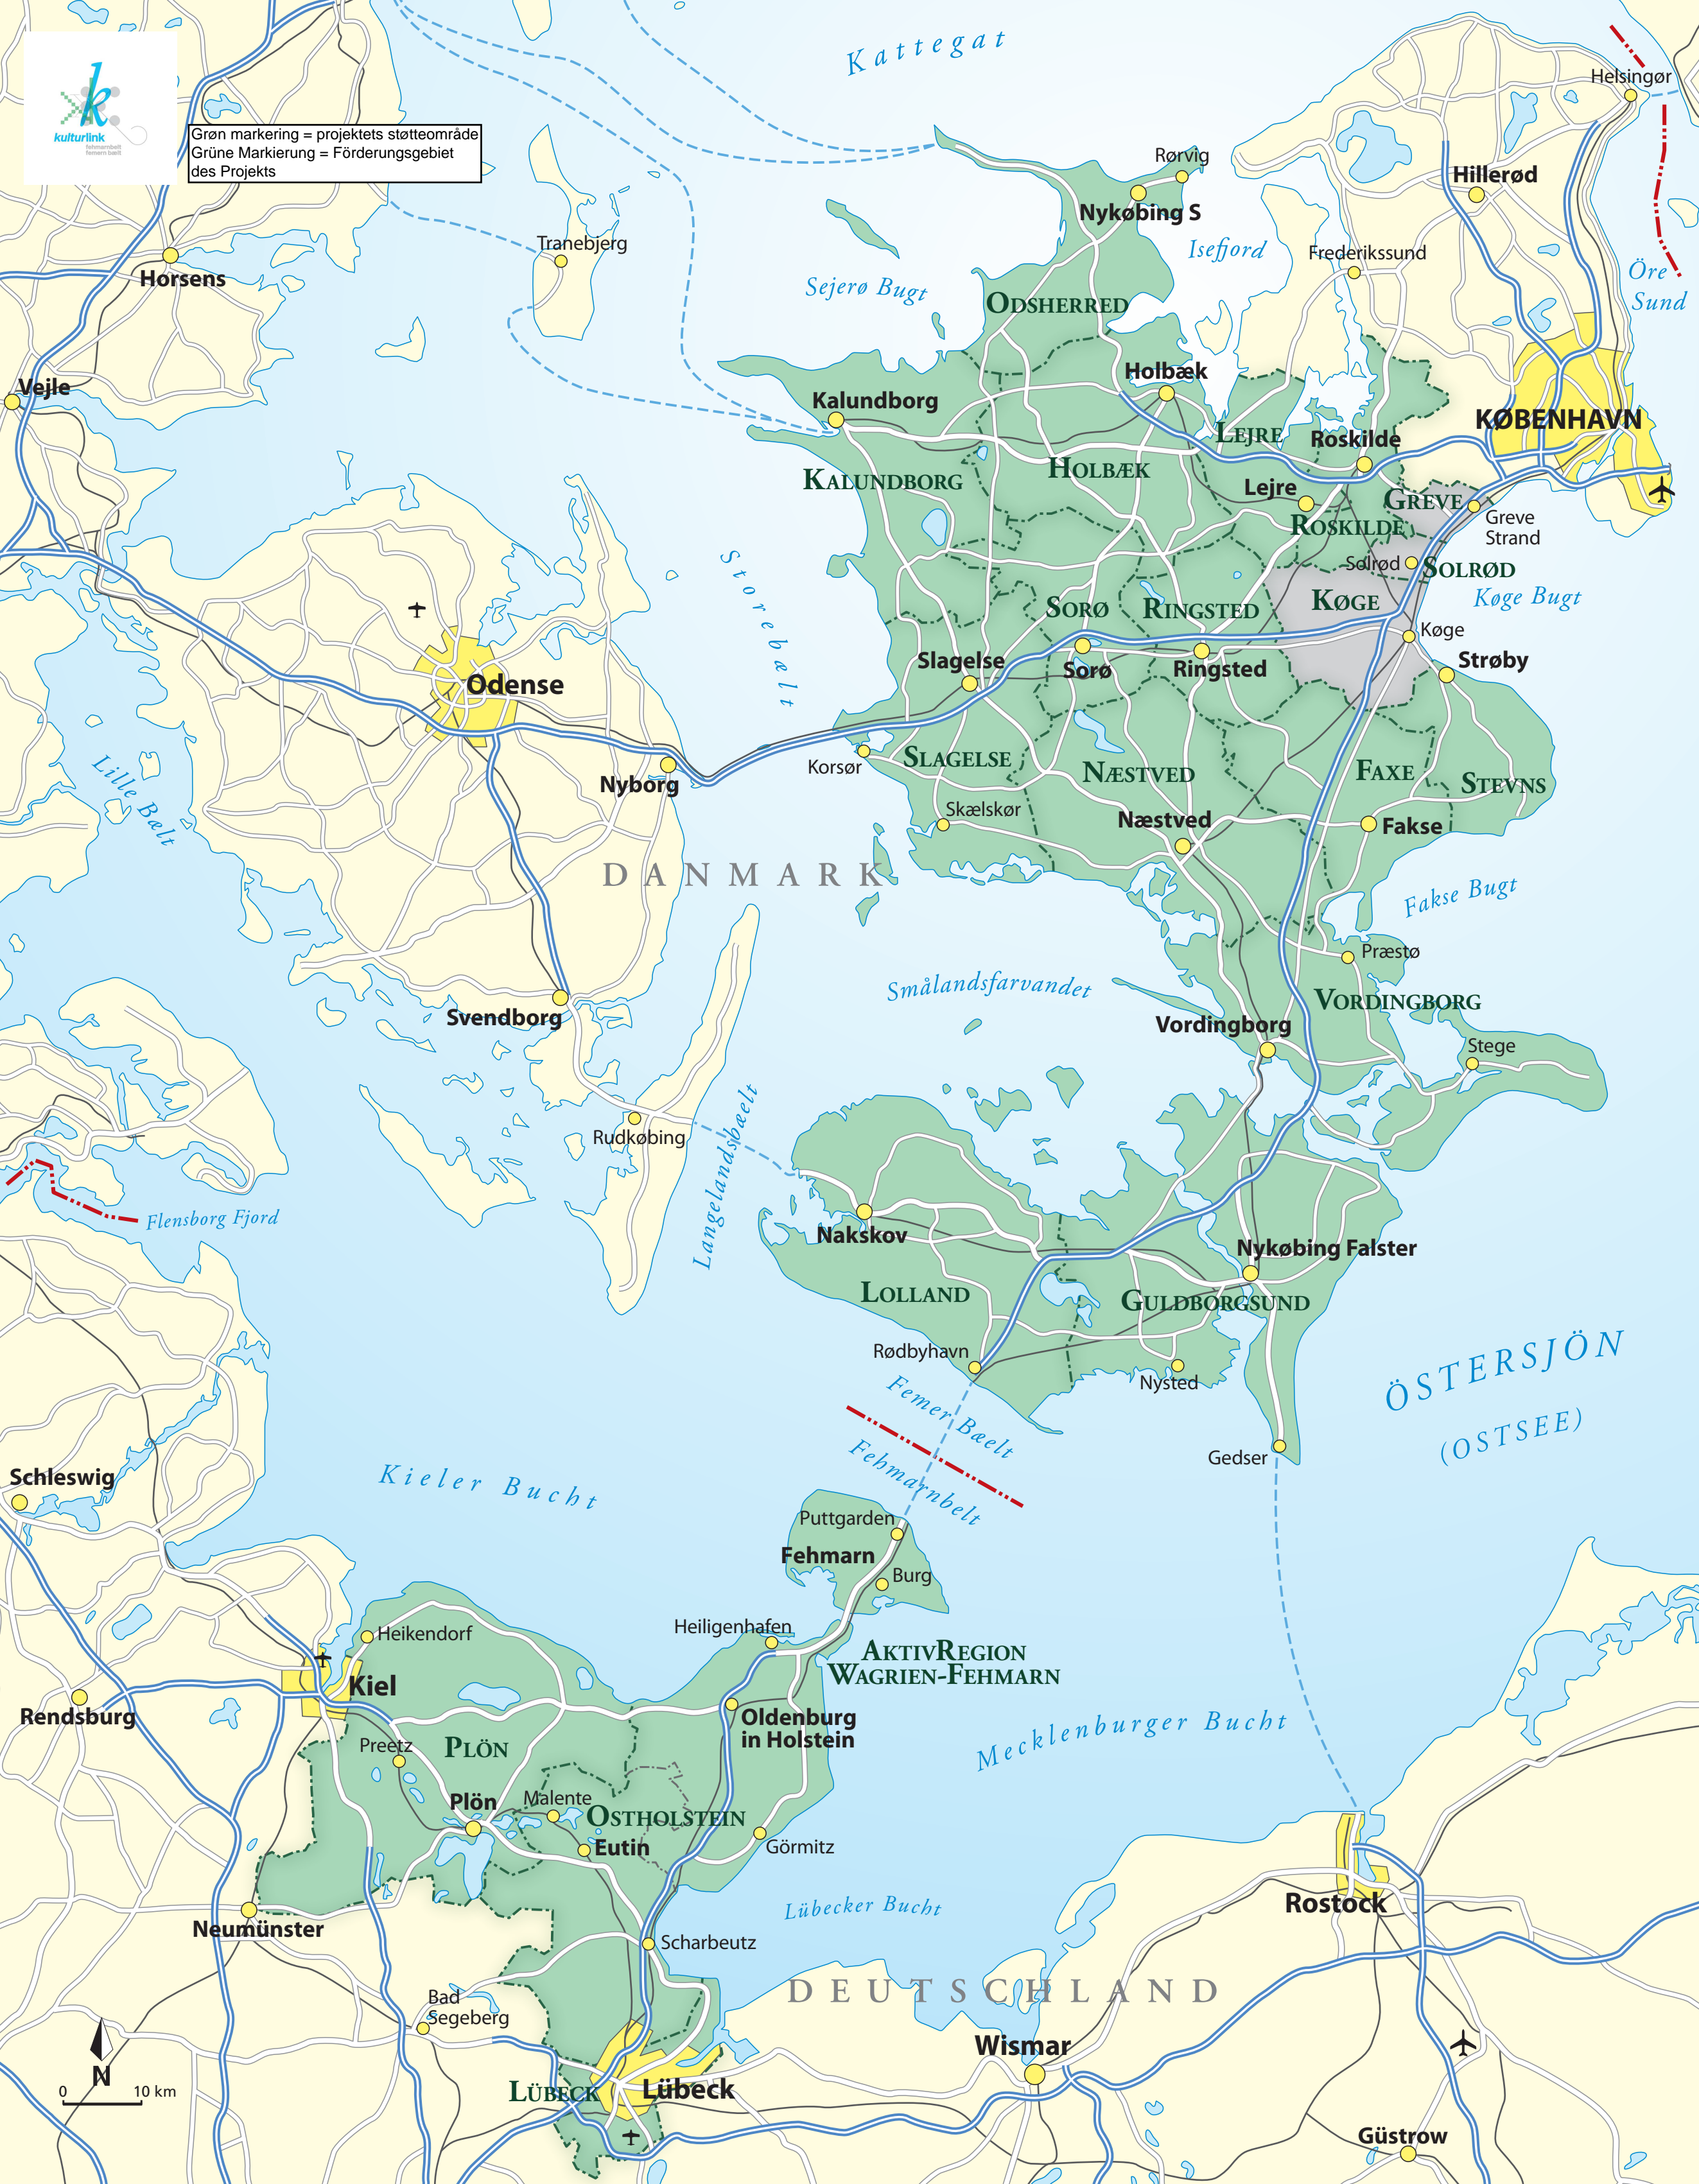 Kattegat
Helsingør
kulturlink
fehmarnbelt
femern bælt
Grøn markering = projektets støtteområde
Grüne Markierung = Förderungsgebiet
des Projekts
Rørvig
Hillerød
Nykøbing S
Tranebjerg
Isefjord
Frederikssund
Horsens
Öre
Sund
Sejerø Bugt
ODSHERRED
Vejle
Holbæk
Kalundborg
KØBENHAVN
LEJRE
Roskilde
KALUNDBORG
HOLBÆK
Lejre
GREVE
Greve
Strand
ROSKILDE
Solrød
SOLRØD
Storebælt
Køge Bugt
SORØ
RINGSTED
KØGE
Køge
Slagelse
Sorø
Ringsted
Strøby
Odense
Lille Bælt
Nyborg
Korsør
SLAGELSE
NÆSTVED
FAXE
STEVNS
Skælskør
Næstved
Fakse
DANMARK
Fakse Bugt
Præstø
Smålandsfarvandet
VORDINGBORG
Svendborg
Vordingborg
Stege
Rudkøbing
Langelandsbæelt
Flensborg Fjord
Nakskov
Nykøbing Falster
LOLLAND
GULDBORGSUND
Rødbyhavn
Nysted
ÖSTERSJÖN
(OSTSEE)
Femer Bæelt
Fehmarnbelt
Gedser
Schleswig
Kieler Bucht
Puttgarden
Fehmarn
Burg
Heiligenhafen
Heikendorf
AKTIVREGION
WAGRIEN-FEHMARN
Kiel
Rendsburg
Oldenburg
in Holstein
Mecklenburger Bucht
Preetz
PLÖN
Plön
Malente
OSTHOLSTEIN
Eutin
Görmitz
Rostock
Lübecker Bucht
Neumünster
Scharbeutz
DEUTSCHLAND
Bad
Segeberg
Wismar
N
0 10 km
LÜBECK
Lübeck
Güstrow